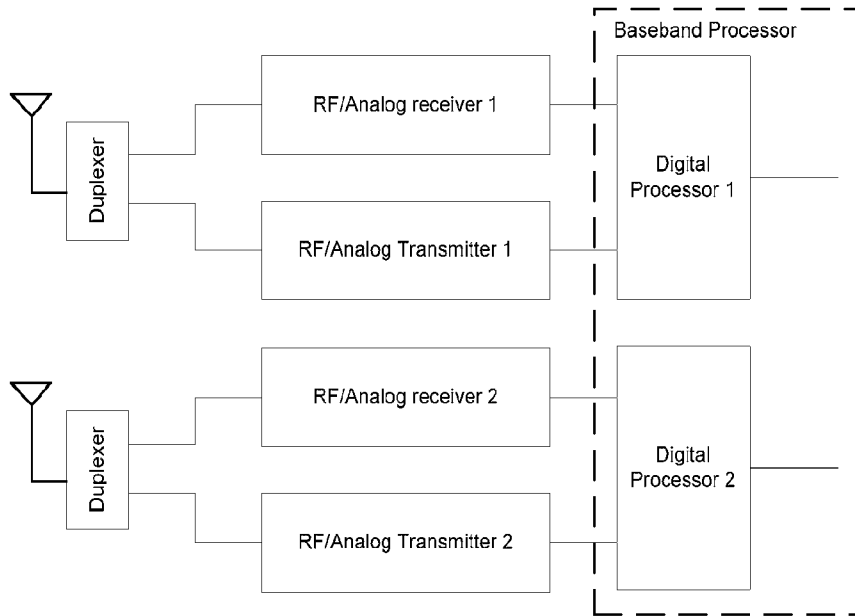 Baseband Processor
RF/Analog receiver 1
Duplexer
Digital
Processor 1
RF/Analog Transmitter 1
RF/Analog receiver 2
Duplexer
Digital
Processor 2
RF/Analog Transmitter 2